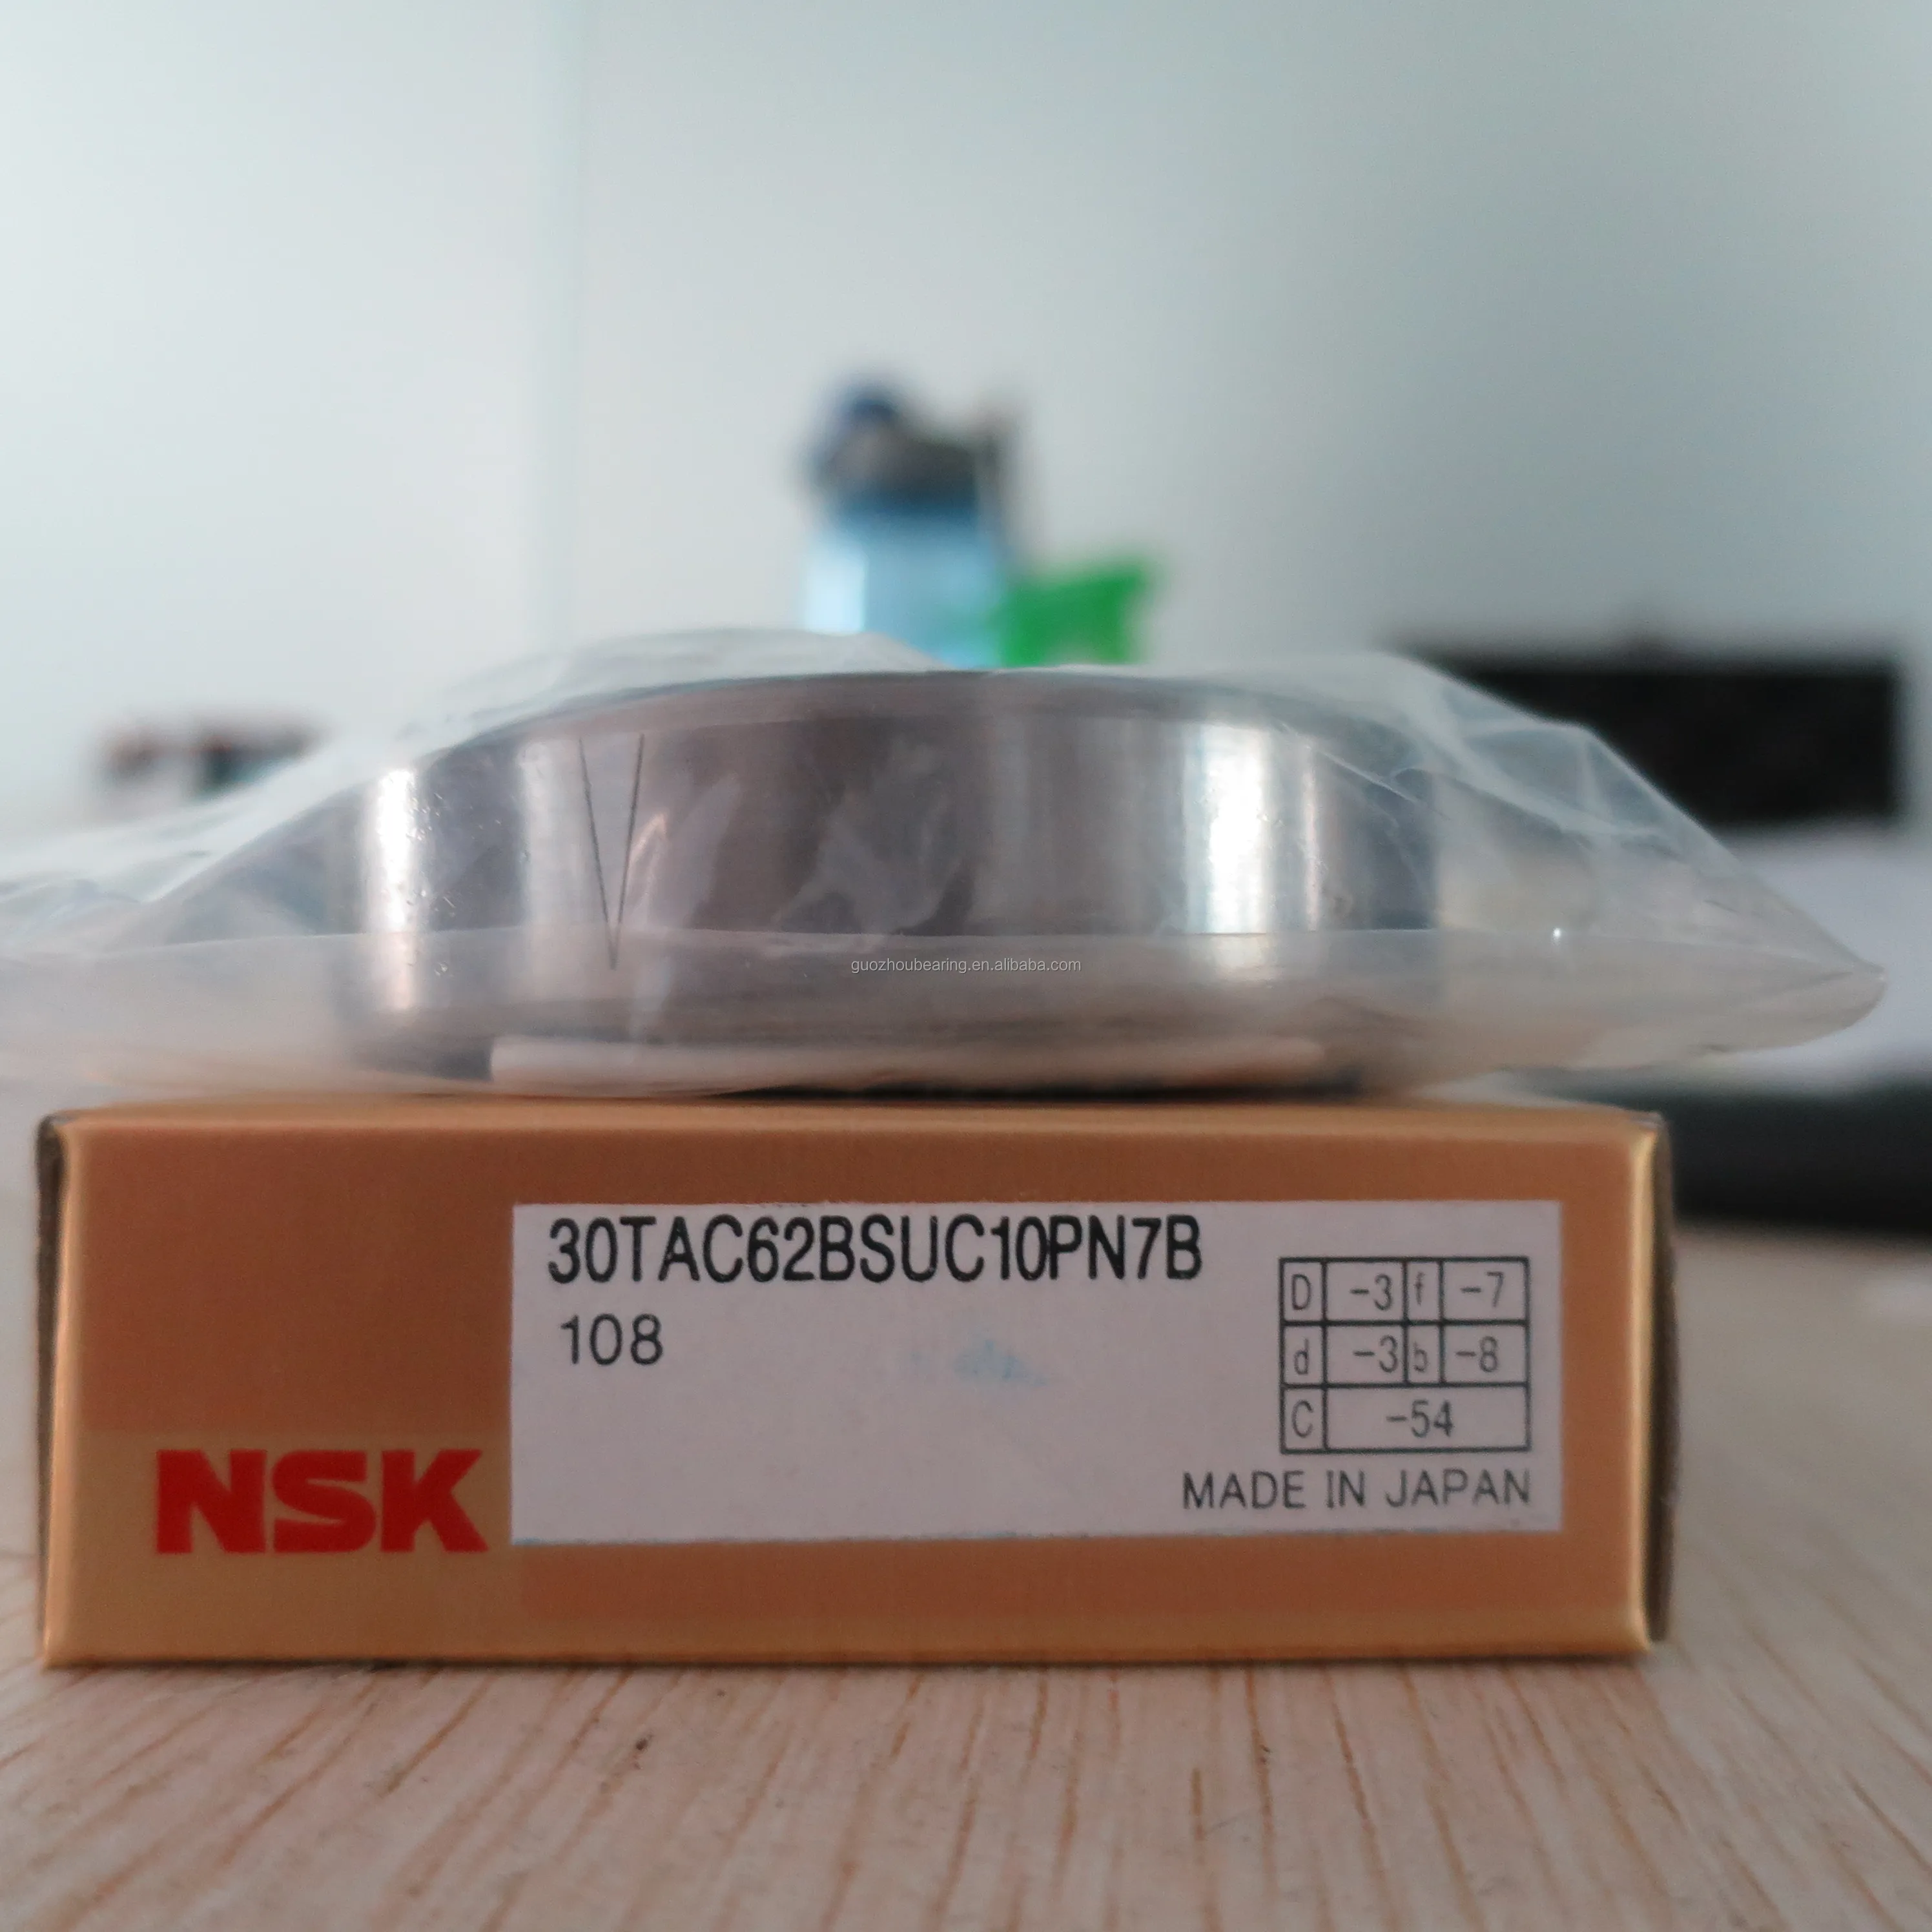 guozhoubearing.en.alibaba.com
30TAC62BSUC10PN7B
108
D -3 f -7
d -3 b -8
C -54
NSK
MADE IN JAPAN